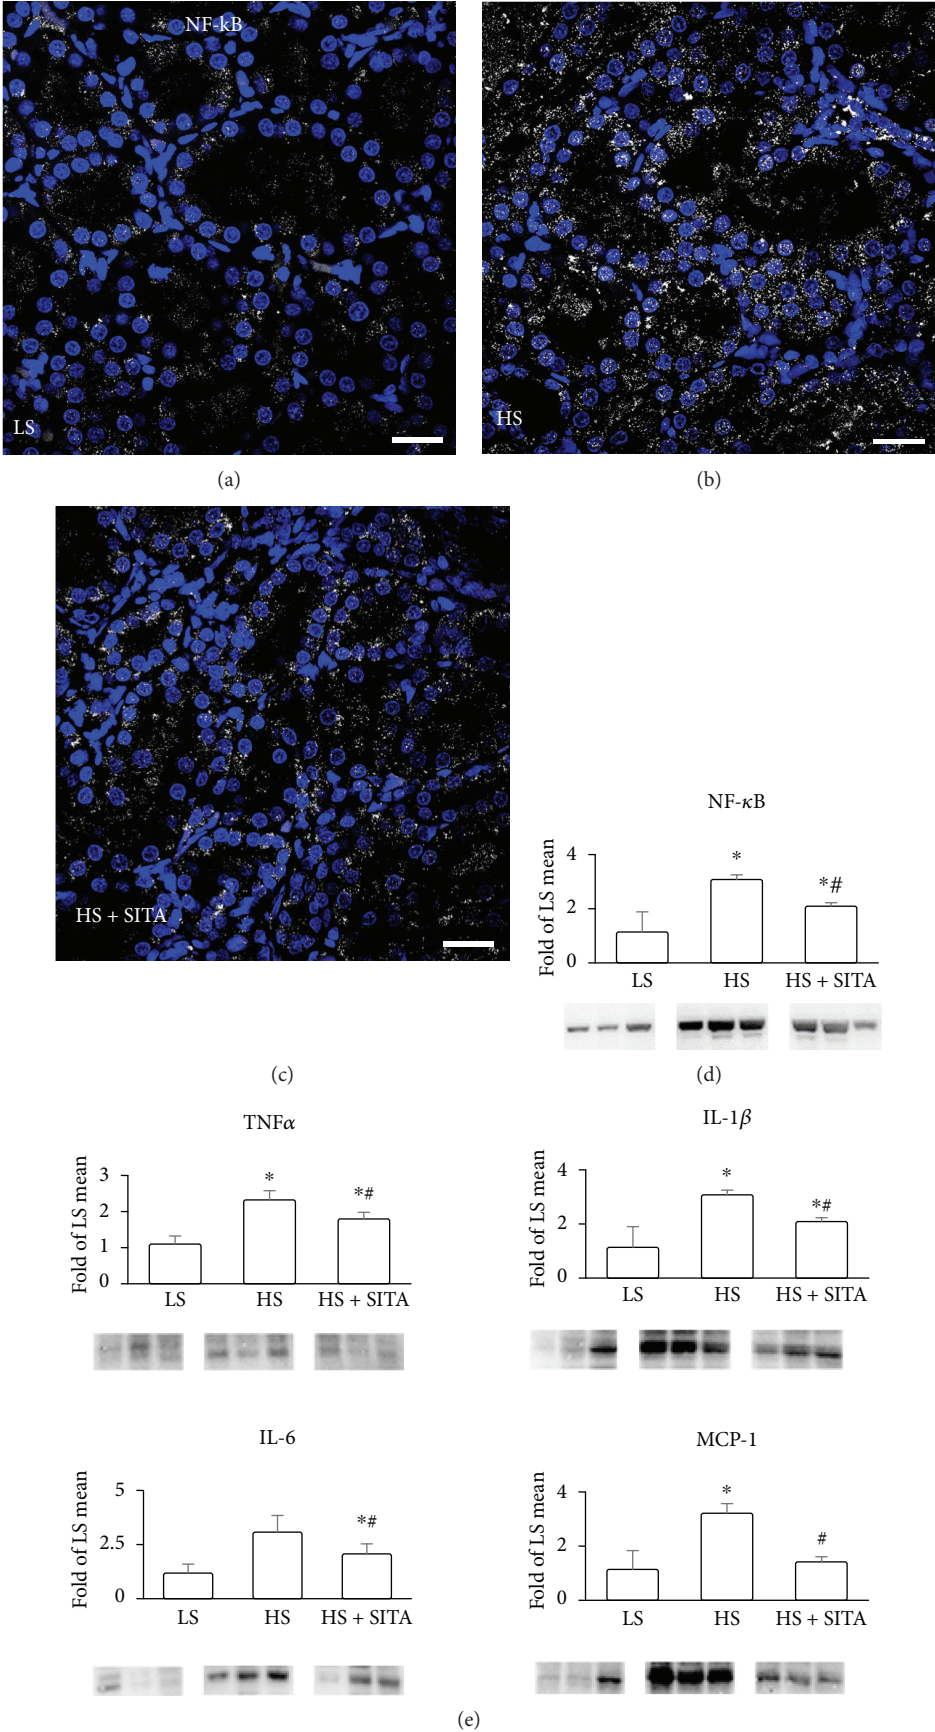 NF-kB
LS
(a)
HS
(b)
HS + SITA
(c)
NF-κB
Fold of LS mean
4
2
0
*
*#
LS HS HS + SITA
(d)
TNFα
Fold of LS mean
3
2
1
0
*
*#
LS HS HS + SITA
IL-1β
Fold of LS mean
4
2
0
*
*#
LS HS HS + SITA
IL-6
Fold of LS mean
5
2.5
0
*#
LS HS HS + SITA
MCP-1
Fold of LS mean
4
2
0
*
#
LS HS HS + SITA
(e)